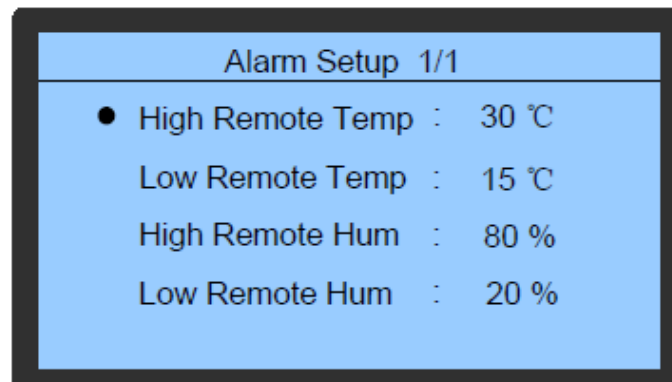 Alarm Setup 1/1
● High Remote Temp : 30 ℃
Low Remote Temp : 15 ℃
High Remote Hum : 80 %
Low Remote Hum : 20 %